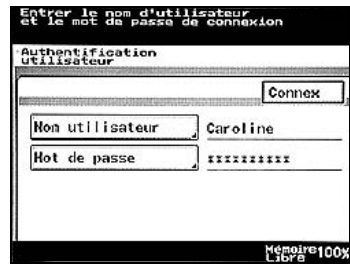 Entrer le nom d'utilisateur
et le mot de passe de connexion
Authentification
utilisateur
Connex
Nom utilisateur
Caroline
Mot de passe
xxxxxxxxxx
Mémoire 100%
Libre